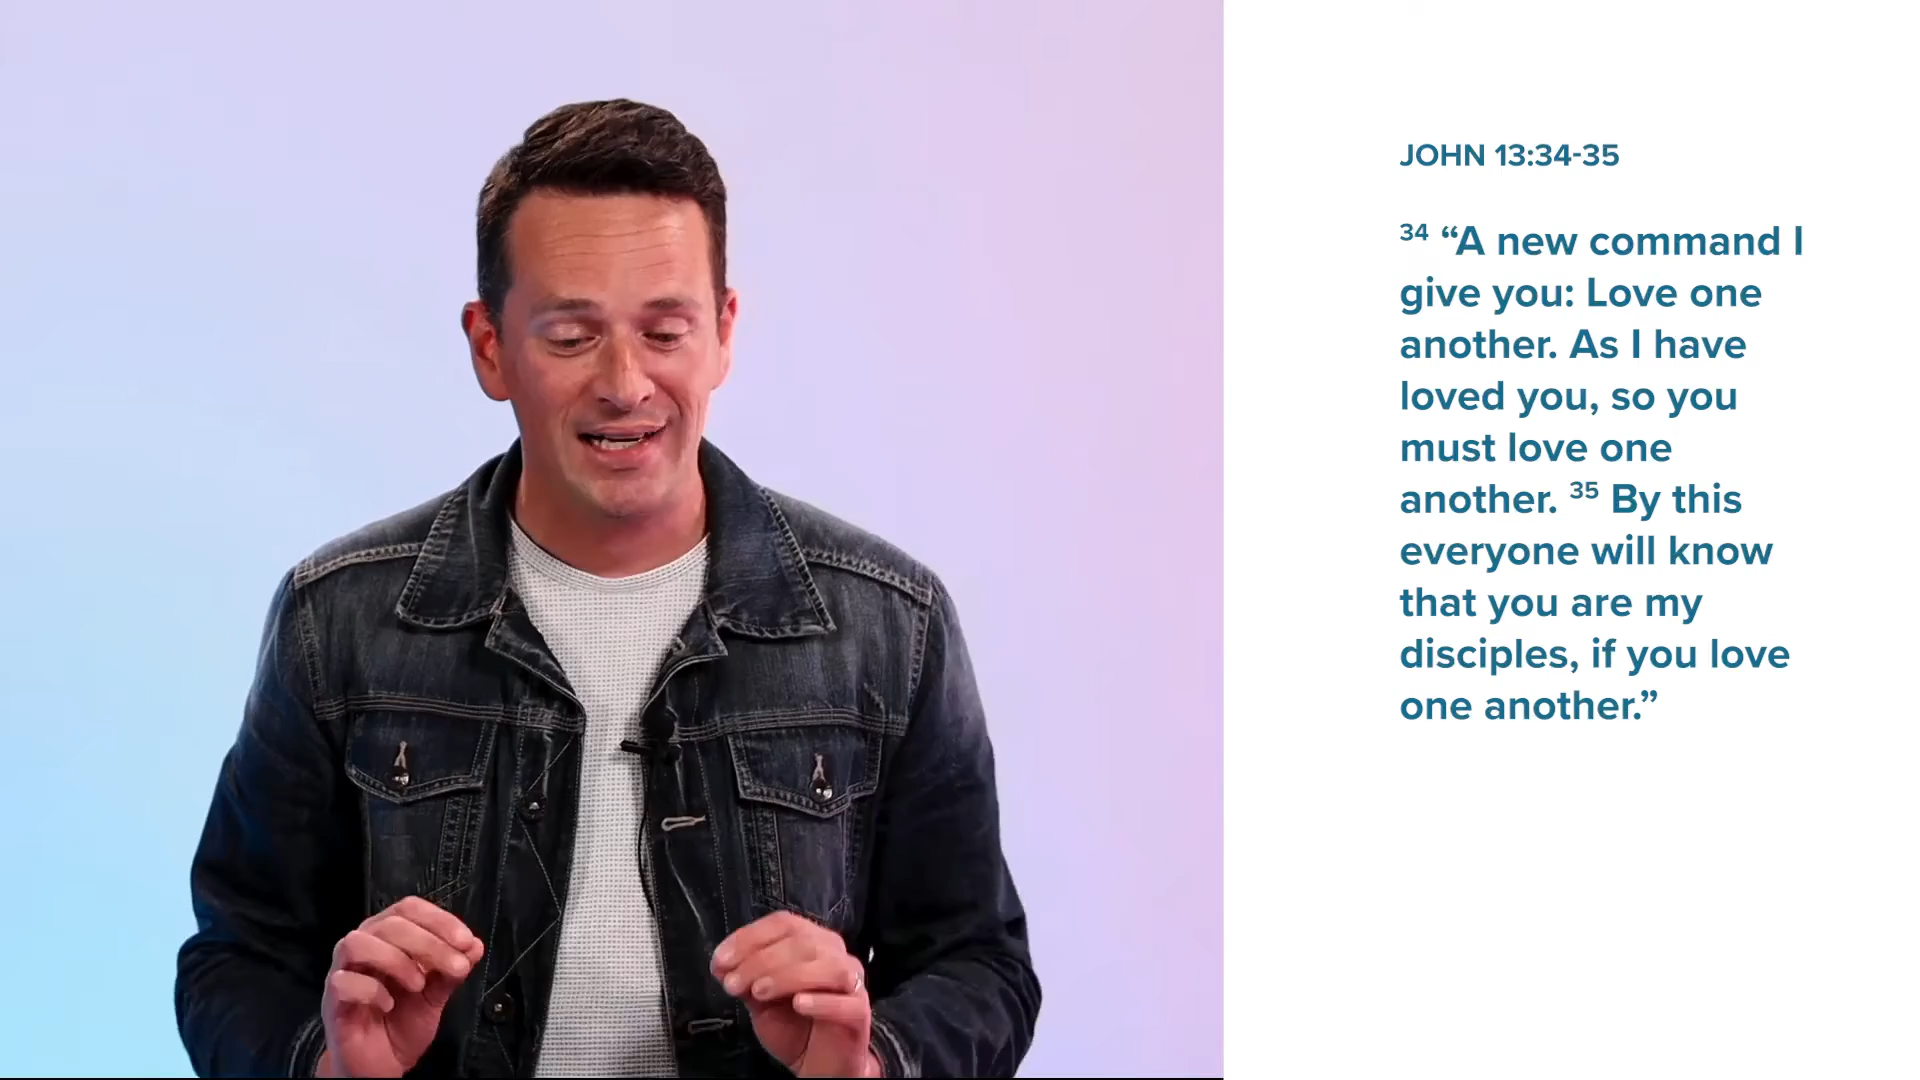 JOHN 13:34-35
34 “A new command I
give you: Love one
another. As I have
loved you, so you
must love one
another. 35 By this
everyone will know
that you are my
disciples, if you love
one another.”